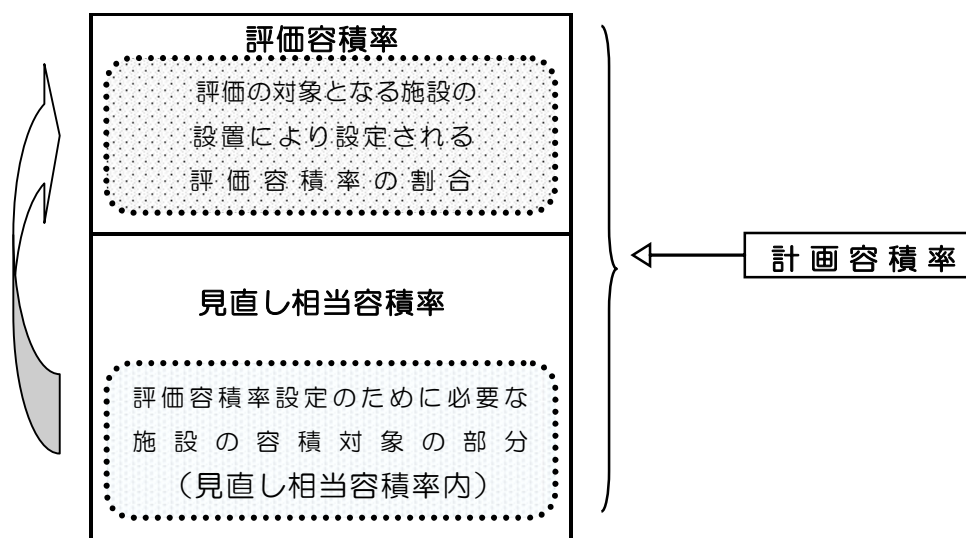 評価容積率
評価の対象となる施設の
設置により設定される
評価容積率の割合
計画容積率
見直し相当容積率
評価容積率設定のために必要な
施設の容積対象の部分
（見直し相当容積率内）